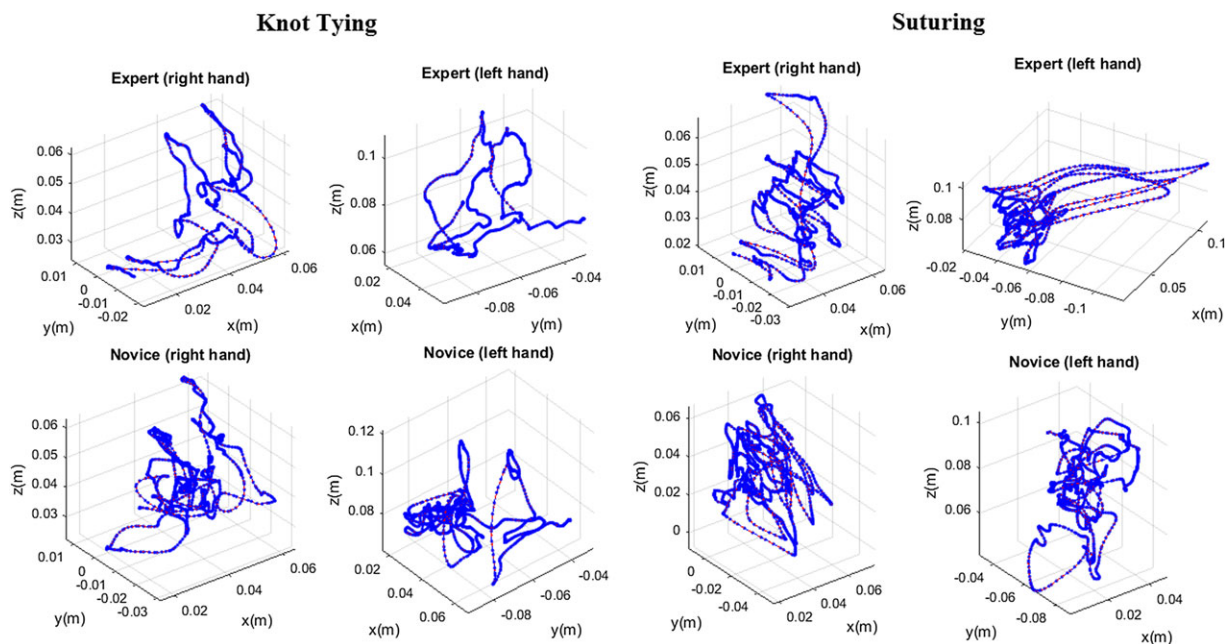 Knot Tying
Suturing
Expert (right hand)
Expert (left hand)
Expert (right hand)
Expert (left hand)
0.06
0.05
0.04
0.03
z(m)
0.01
0
-0.01
-0.02
y(m)
0.02
0.04
0.06
x(m)
0.1
0.08
0.06
z(m)
0.02
0.04
x(m)
-0.08
-0.06
-0.04
y(m)
0.06
0.05
0.04
0.03
0.02
z(m)
0.01
0
-0.01
-0.02
-0.03
y(m)
0.04
0.06
x(m)
0.1
0.08
z(m)
-0.02
-0.04
-0.06
-0.08
-0.1
y(m)
0.05
0.1
x(m)
Novice (right hand)
Novice (left hand)
Novice (right hand)
Novice (left hand)
0.06
0.05
0.04
0.03
z(m)
0.01
0
-0.01
-0.02
-0.03
y(m)
0.02
0.04
0.06
x(m)
0.12
0.1
0.08
z(m)
0.02
0.04
0.06
x(m)
-0.08
-0.06
-0.04
y(m)
0.06
0.04
0.02
0
z(m)
0
-0.02
-0.04
y(m)
0.02
0.04
0.06
x(m)
0.1
0.08
0.06
z(m)
-0.04
-0.06
-0.08
y(m)
0.02
0.04
x(m)